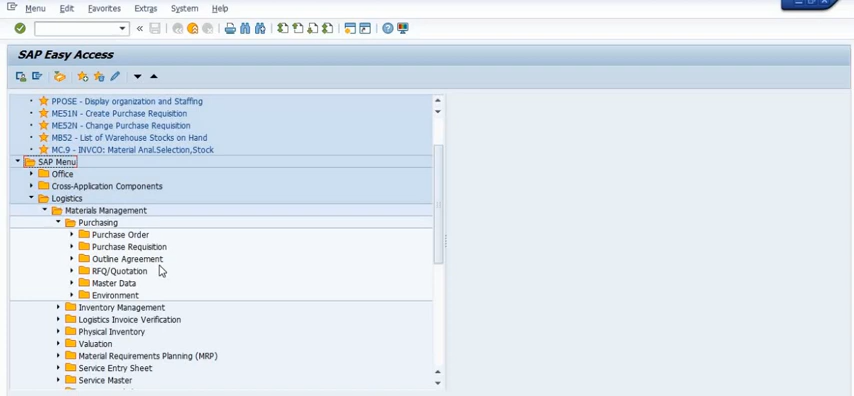 Menu Edit Favorites Extras System Help
SAP Easy Access
PPOSE - Display organization and Staffing
ME51N - Create Purchase Requisition
ME52N - Change Purchase Requisition
MB52 - List of Warehouse Stocks on Hand
MC.9 - INVCO: Material Anal.Selection,Stock
SAP Menu
Office
Cross-Application Components
Logistics
Materials Management
Purchasing
Purchase Order
Purchase Requisition
Outline Agreement
RFQ/Quotation
Master Data
Environment
Inventory Management
Logistics Invoice Verification
Physical Inventory
Valuation
Material Requirements Planning (MRP)
Service Entry Sheet
Service Master